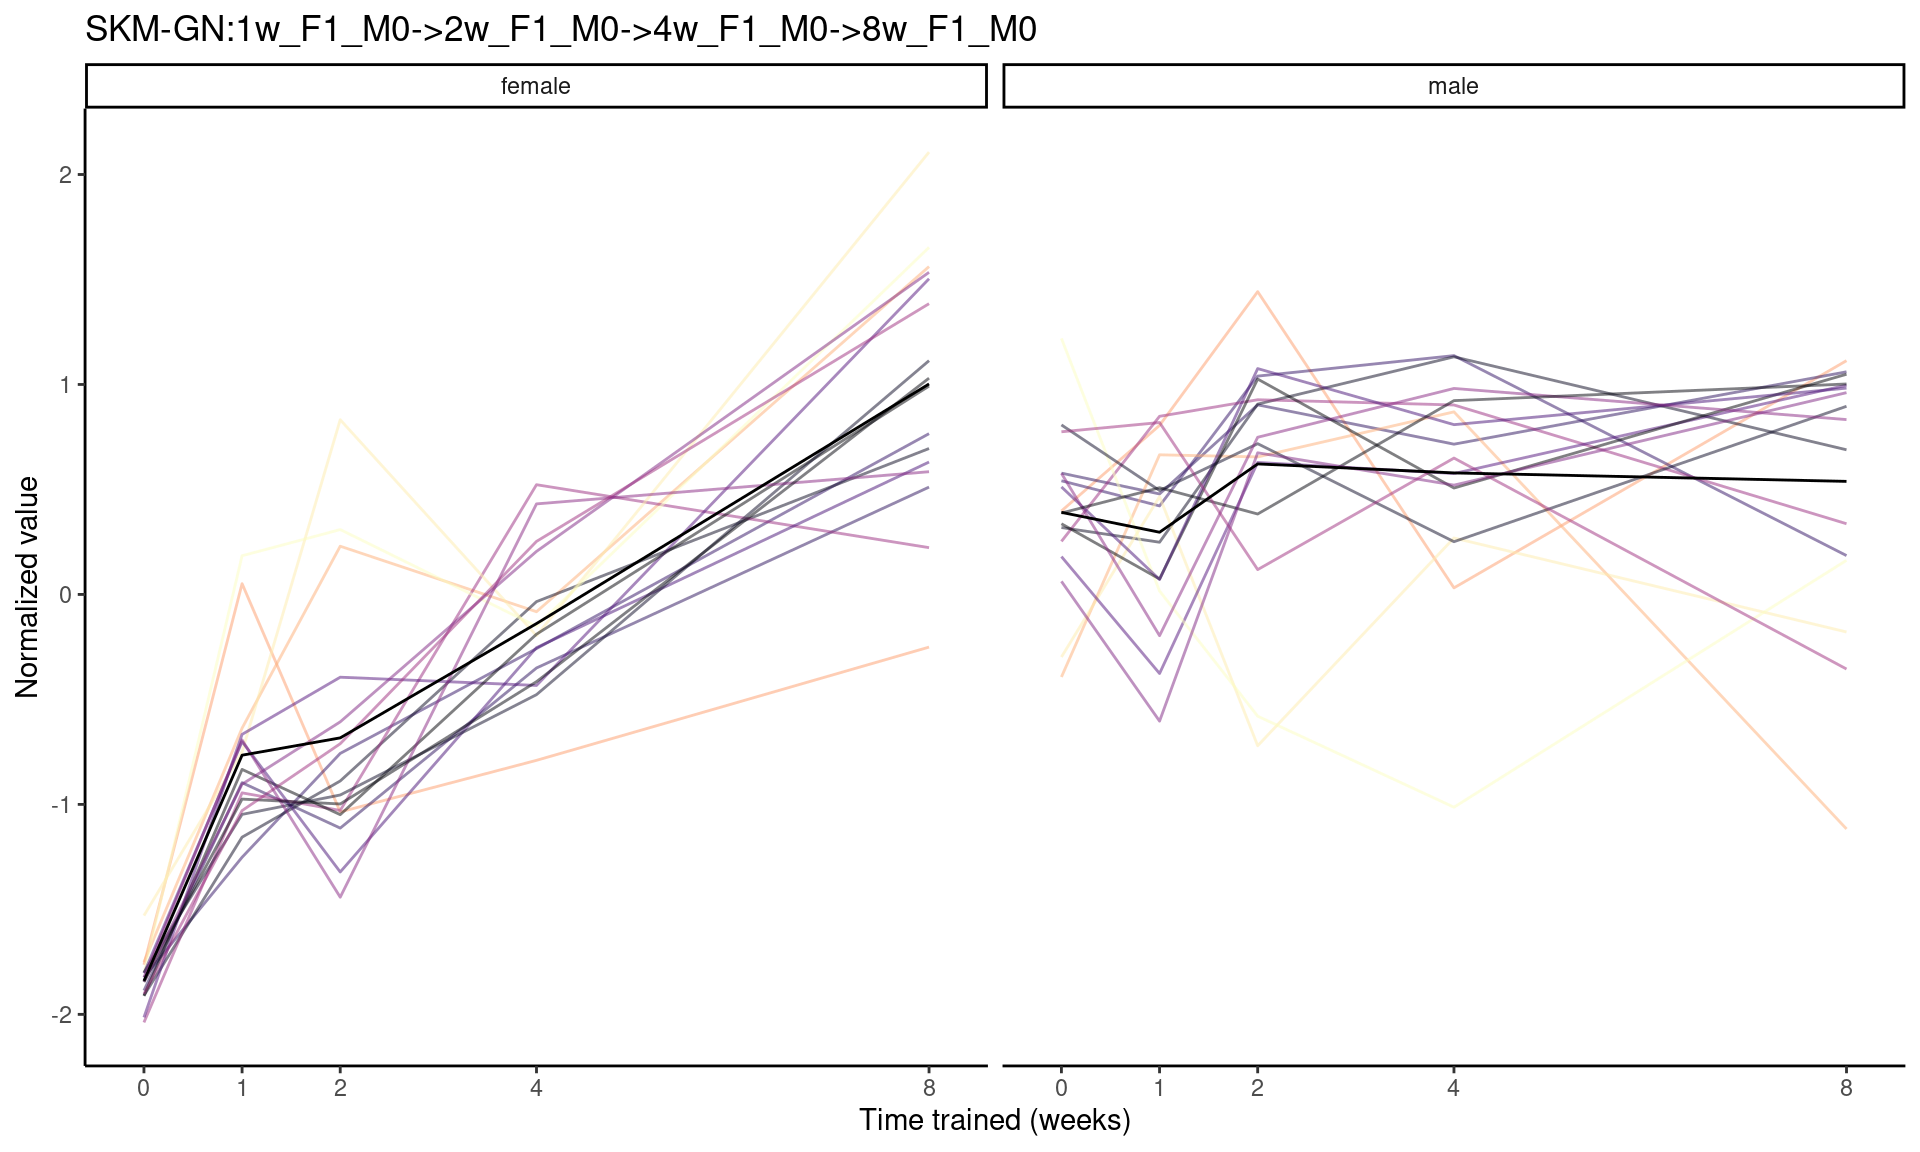 SKM-GN:1w_F1_M0->2w_F1_M0->4w_F1_M0->8w_F1_M0
female male
Normalized value
2
1
0
-1
-2
0 1 2 4 8 0 1 2 4 8
Time trained (weeks)